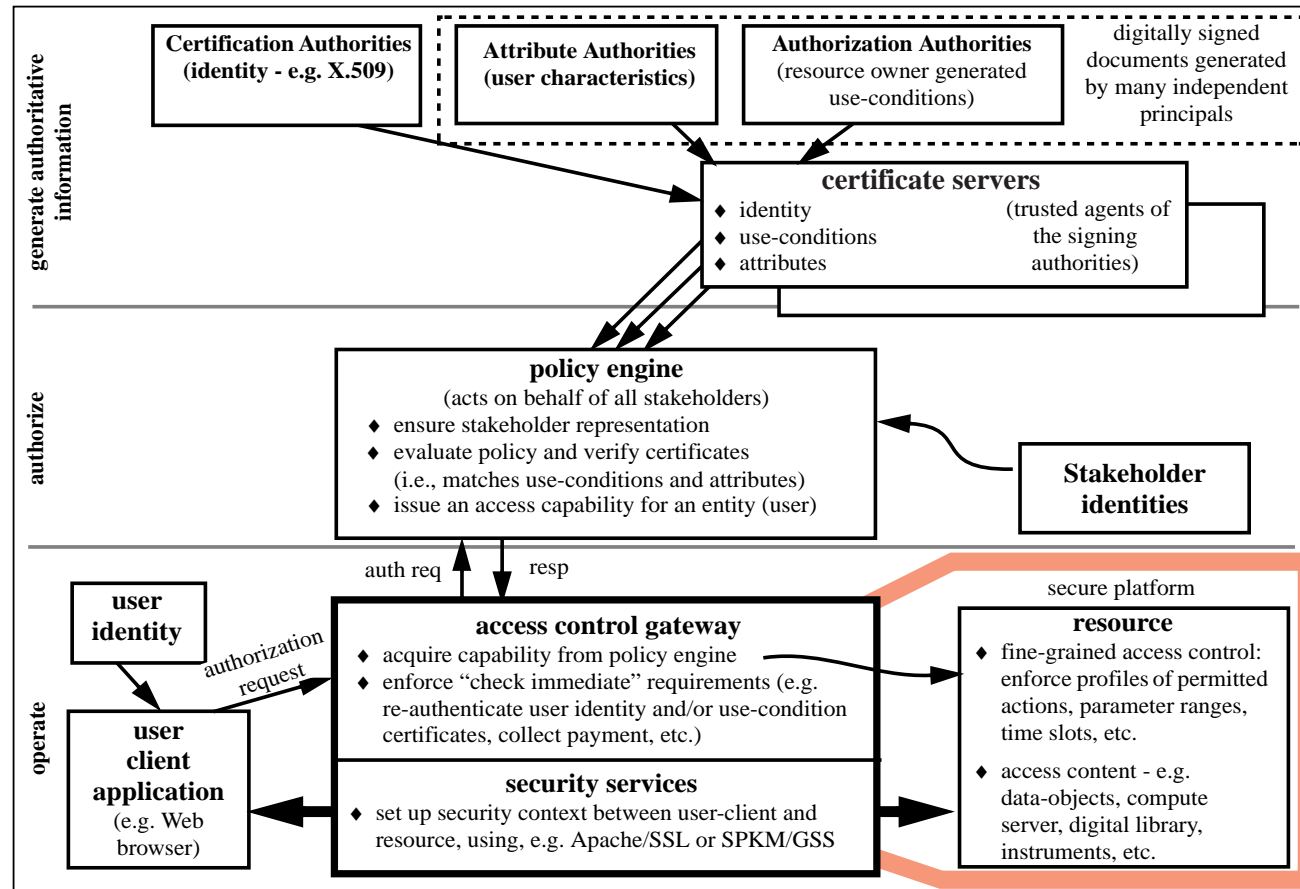 Certification Authorities
(identity - e.g. X.509)
Attribute Authorities
(user characteristics)
Authorization Authorities
(resource owner generated
use-conditions)
digitally signed
documents generated
by many independent
principals
generate authoritative
information
certificate servers
♦ identity
♦ use-conditions
♦ attributes
(trusted agents of
the signing
authorities)
authorize
policy engine
(acts on behalf of all stakeholders)
♦ ensure stakeholder representation
♦ evaluate policy and verify certificates
(i.e., matches use-conditions and attributes)
♦ issue an access capability for an entity (user)
Stakeholder
identities
operate
auth req
resp
user
identity
authorization
request
user
client
application
(e.g. Web
browser)
access control gateway
♦ acquire capability from policy engine
♦ enforce “check immediate” requirements (e.g.
re-authenticate user identity and/or use-condition
certificates, collect payment, etc.)
security services
♦ set up security context between user-client and
resource, using, e.g. Apache/SSL or SPKM/GSS
secure platform
resource
♦ fine-grained access control:
enforce profiles of permitted
actions, parameter ranges,
time slots, etc.
♦ access content - e.g.
data-objects, compute
server, digital library,
instruments, etc.